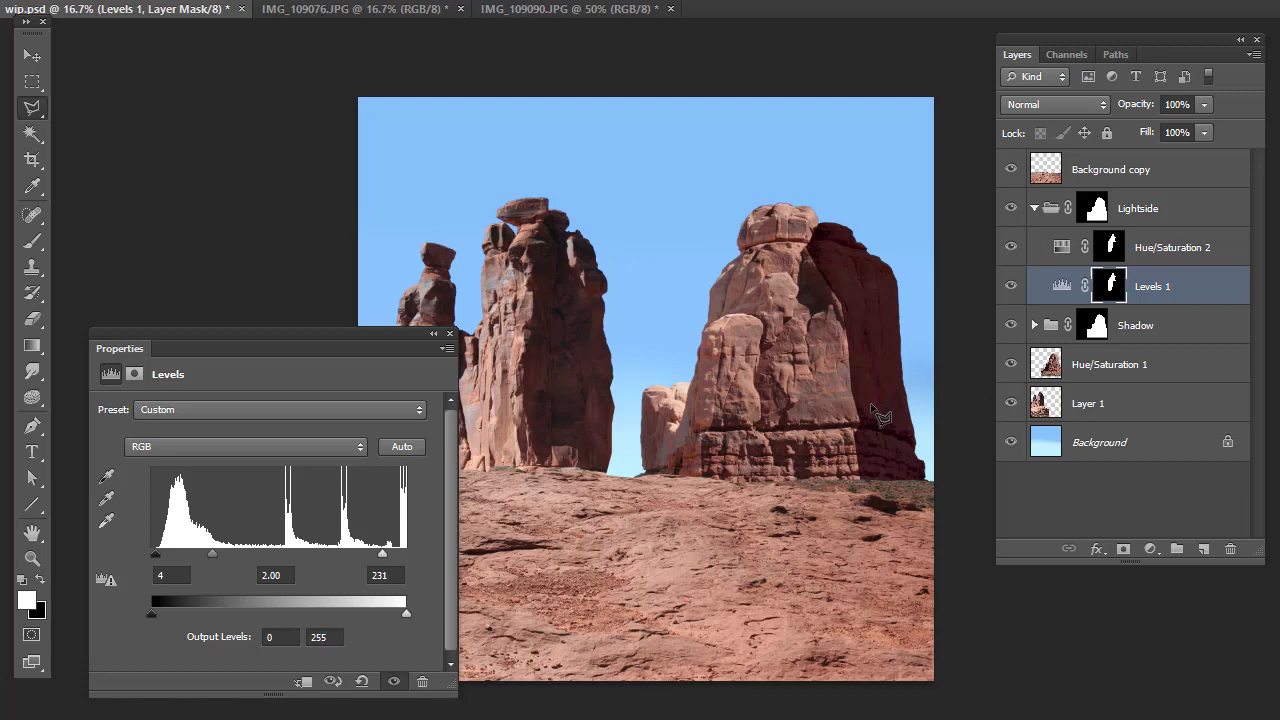 wip.psd @ 16.7% (Levels 1, Layer Mask/8) *
IMG_109076.JPG @ 16.7% (RGB/8) *
IMG_109090.JPG @ 50% (RGB/8) *
Layers Channels Paths
Kind
Normal Opacity: 100%
Lock: Fill: 100%
Background copy
Lightside
Hue/Saturation 2
Levels 1
Shadow
Hue/Saturation 1
Layer 1
Background
fx
Properties
Levels
Preset: Custom
RGB Auto
4 2.00 231
Output Levels: 0 255